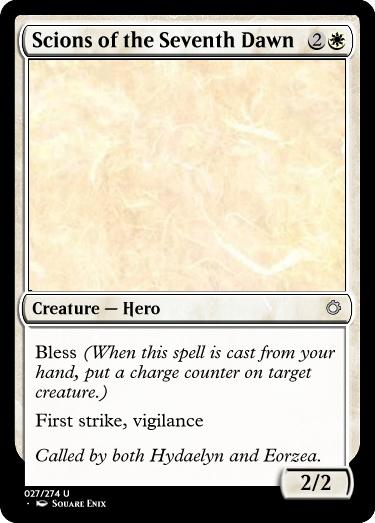 Scions of the Seventh Dawn 2
Creature — Hero
Bless (When this spell is cast from your
hand, put a charge counter on target
creature.)
First strike, vigilance
Called by both Hydaelyn and Eorzea.
2/2
027/274 U
· Square Enix